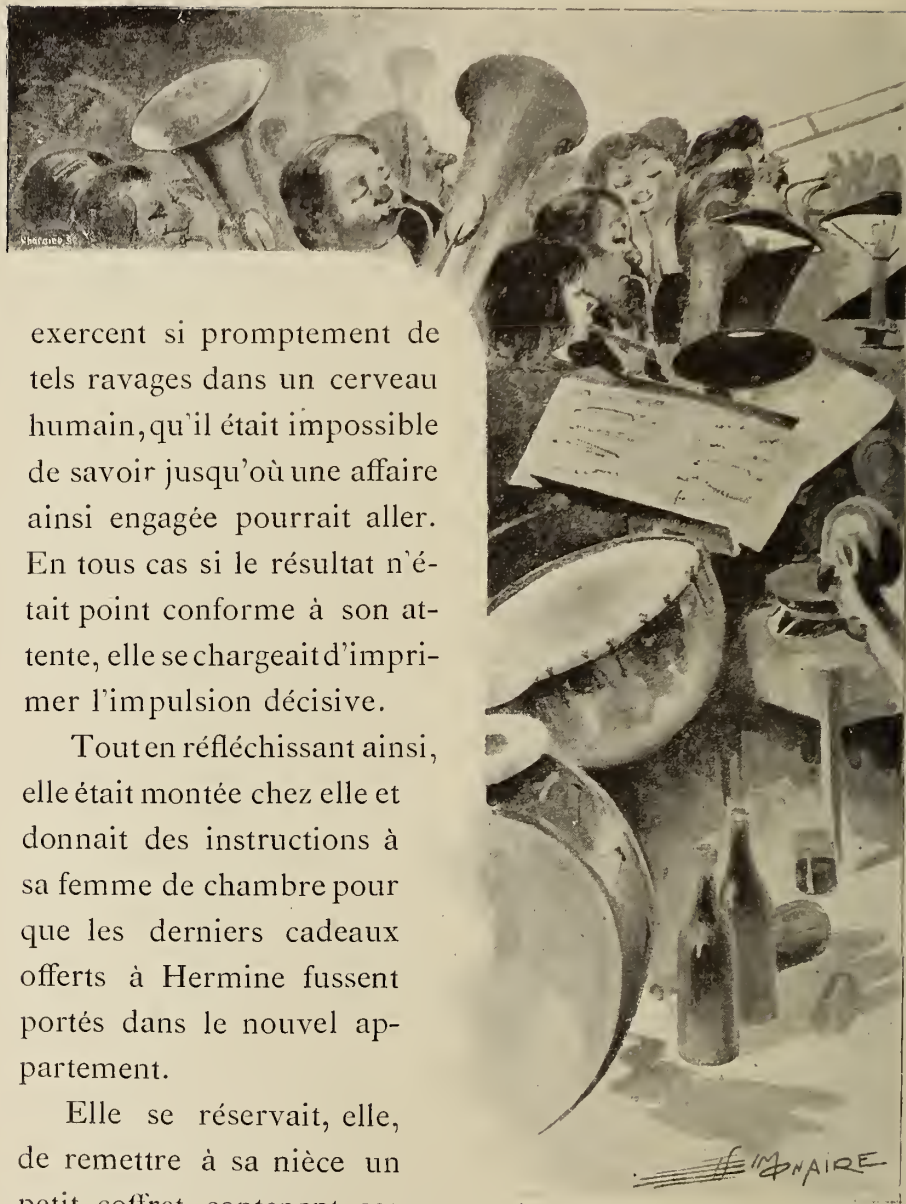 exercent si promptement de
tels ravages dans un cerveau
humain, qu'il était impossible
de savoir jusqu'où une affaire
ainsi engagée pourrait aller.
En tous cas si le résultat n'é-
tait point conforme à son at-
tente, elle se chargeait d'impri-
mer l'impulsion décisive.
Tout en réfléchissant ainsi,
elle était montée chez elle et
donnait des instructions à
sa femme de chambre pour
que les derniers cadeaux
offerts à Hermine fussent
portés dans le nouvel ap-
partement.
Elle se réservait, elle,
de remettre à sa nièce un
petit coffret contenant
SIMONAIRE